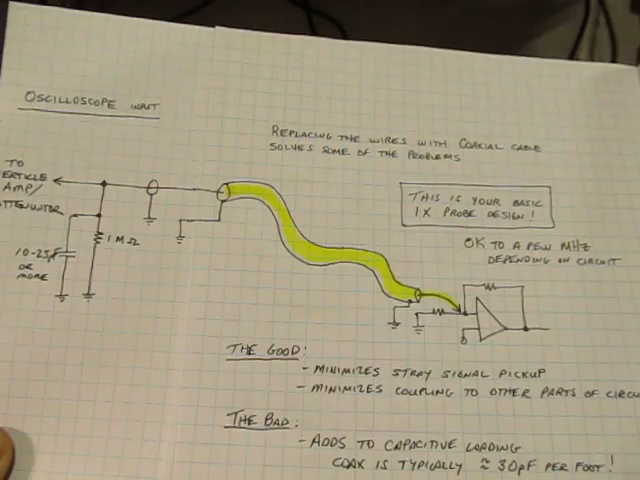 OSCILLOSCOPE INPUT
REPLACING THE WIRES WITH COAXIAL CABLE
SOLVES SOME OF THE PROBLEMS
TO
ERTICLE
AMP/
TTENUATOR
THIS IS YOUR BASIC
1X PROBE DESIGN!
1MΩ
10-25pF
OR
MORE
OK TO A FEW MHZ
DEPENDING ON CIRCUIT
THE GOOD:
- MINIMIZES STRAY SIGNAL PICKUP
- MINIMIZES COUPLING TO OTHER PARTS OF CIRCU
THE BAD:
- ADDS TO CAPACITIVE LOADING
COAX IS TYPICALLY ≈ 30pF PER FOOT!